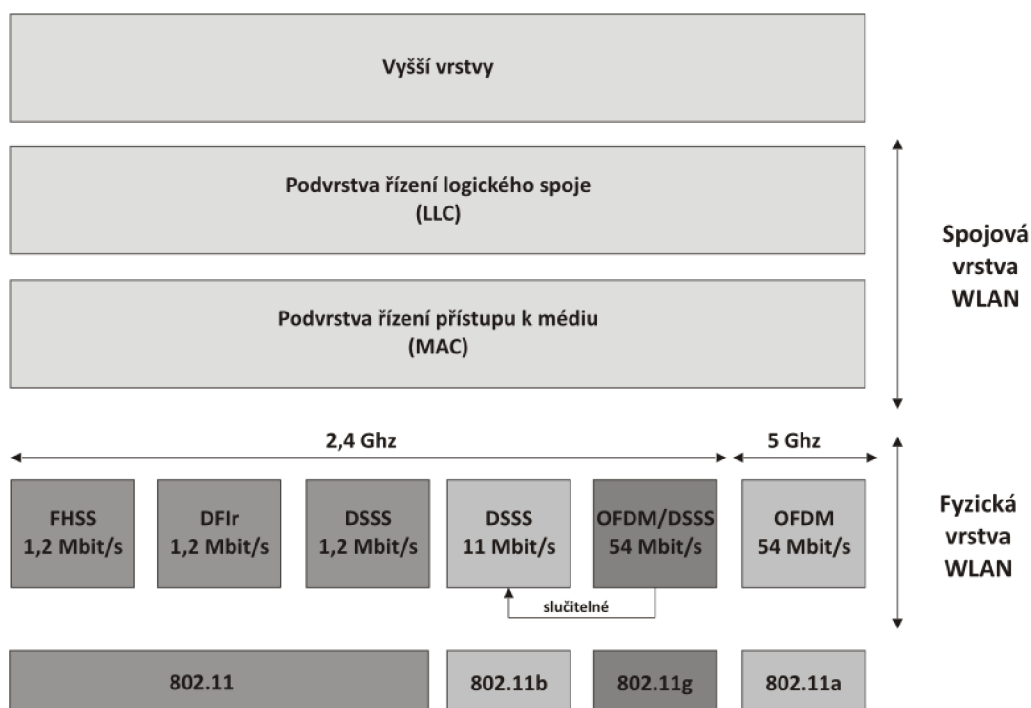 Vyšší vrstvy
Podvrstva řízení logického spoje
(LLC)
Spojová
vrstva
WLAN
Podvrstva řízení přístupu k médiu
(MAC)
2,4 Ghz
5 Ghz
FHSS
1,2 Mbit/s
DFIr
1,2 Mbit/s
DSSS
1,2 Mbit/s
DSSS
11 Mbit/s
OFDM/DSSS
54 Mbit/s
OFDM
54 Mbit/s
Fyzická
vrstva
WLAN
slučitelné
802.11
802.11b
802.11g
802.11a